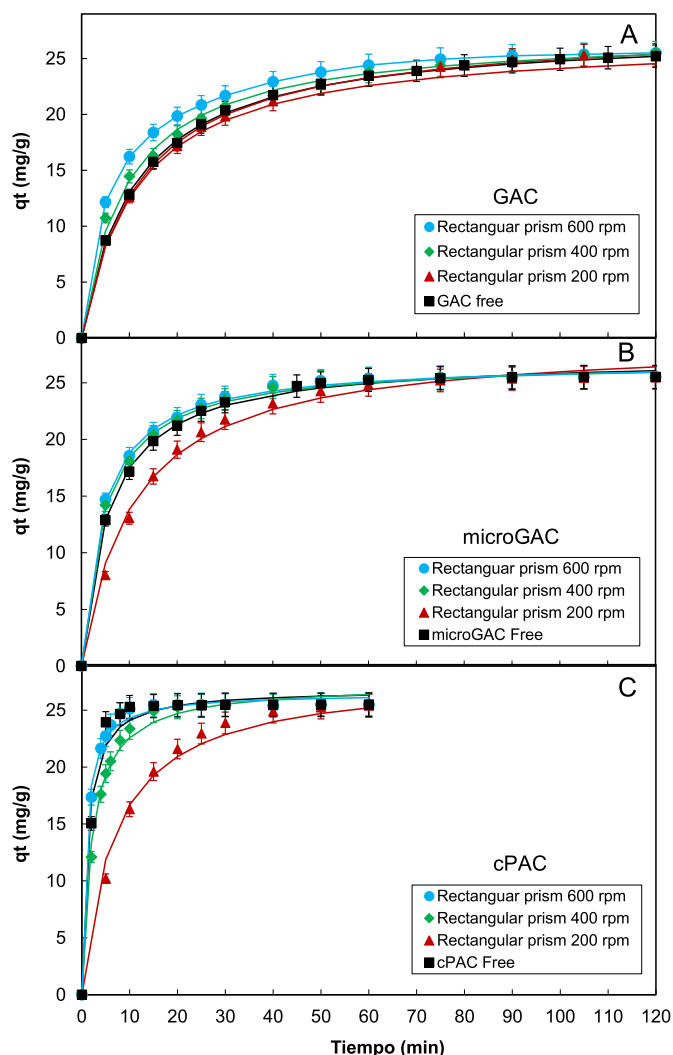 A
25
20
15
10
5
0
qt (mg/g)
GAC
Rectanguar prism 600 rpm
Rectangular prism 400 rpm
Rectangular prism 200 rpm
GAC free
B
25
20
15
10
5
0
qt (mg/g)
microGAC
Rectanguar prism 600 rpm
Rectangular prism 400 rpm
Rectangular prism 200 rpm
microGAC Free
C
25
20
15
10
5
0
qt (mg/g)
cPAC
Rectanguar prism 600 rpm
Rectangular prism 400 rpm
Rectangular prism 200 rpm
cPAC Free
0 10 20 30 40 50 60 70 80 90 100 110 120
Tiempo (min)